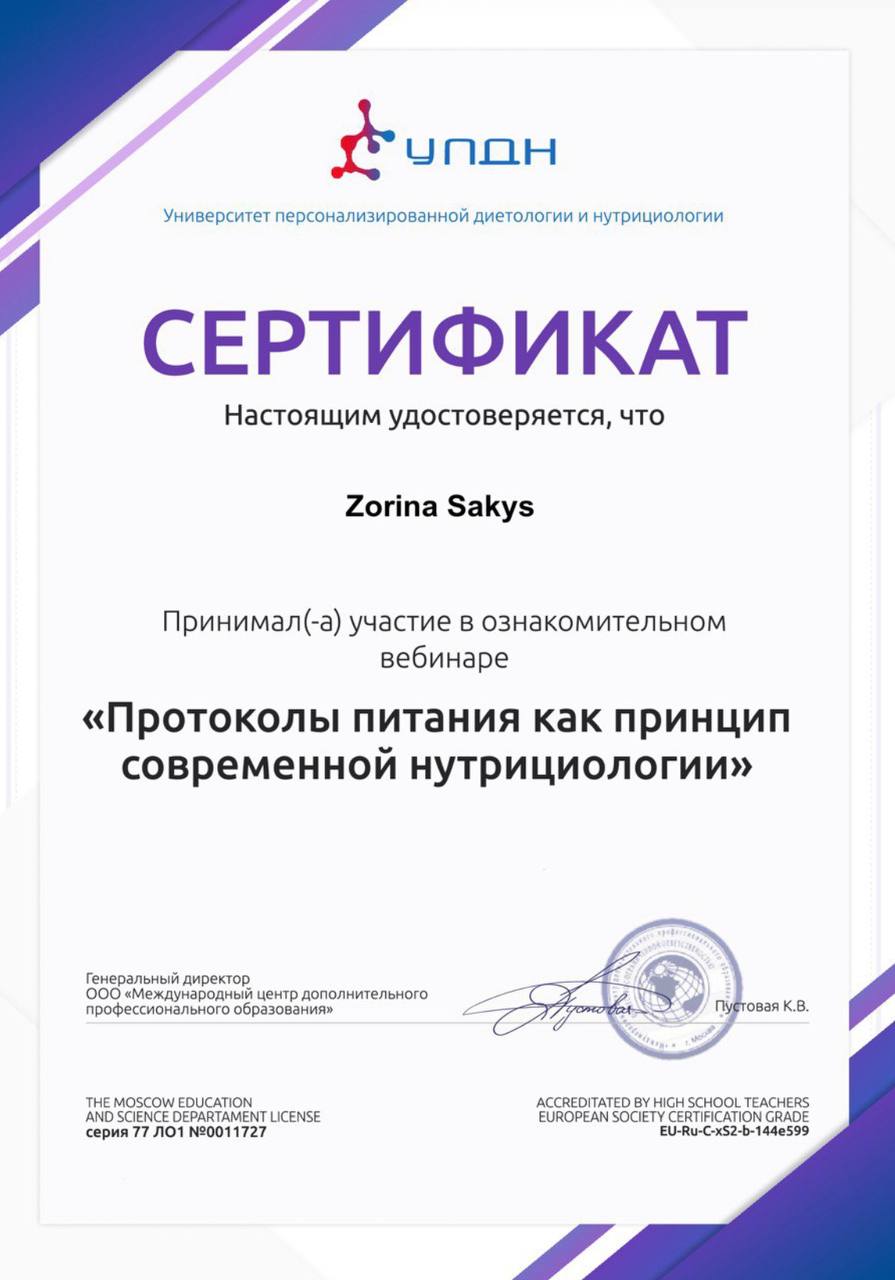 УПДН
Университет персонализированной диетологии и нутрициологии
СЕРТИФИКАТ
Настоящим удостоверяется, что
Zorina Sakys
Принимал(-а) участие в ознакомительном
вебинаре
«Протоколы питания как принцип
современной нутрициологии»
Генеральный директор
ООО «Международный центр дополнительного
профессионального образования»
Пустовая
Пустовая К.В.
г. Москва
THE MOSCOW EDUCATION
AND SCIENCE DEPARTAMENT LICENSE
серия 77 ЛО1 №0011727
ACCREDITATED BY HIGH SCHOOL TEACHERS
EUROPEAN SOCIETY CERTIFICATION GRADE
EU-Ru-C-xS2-b-144e599